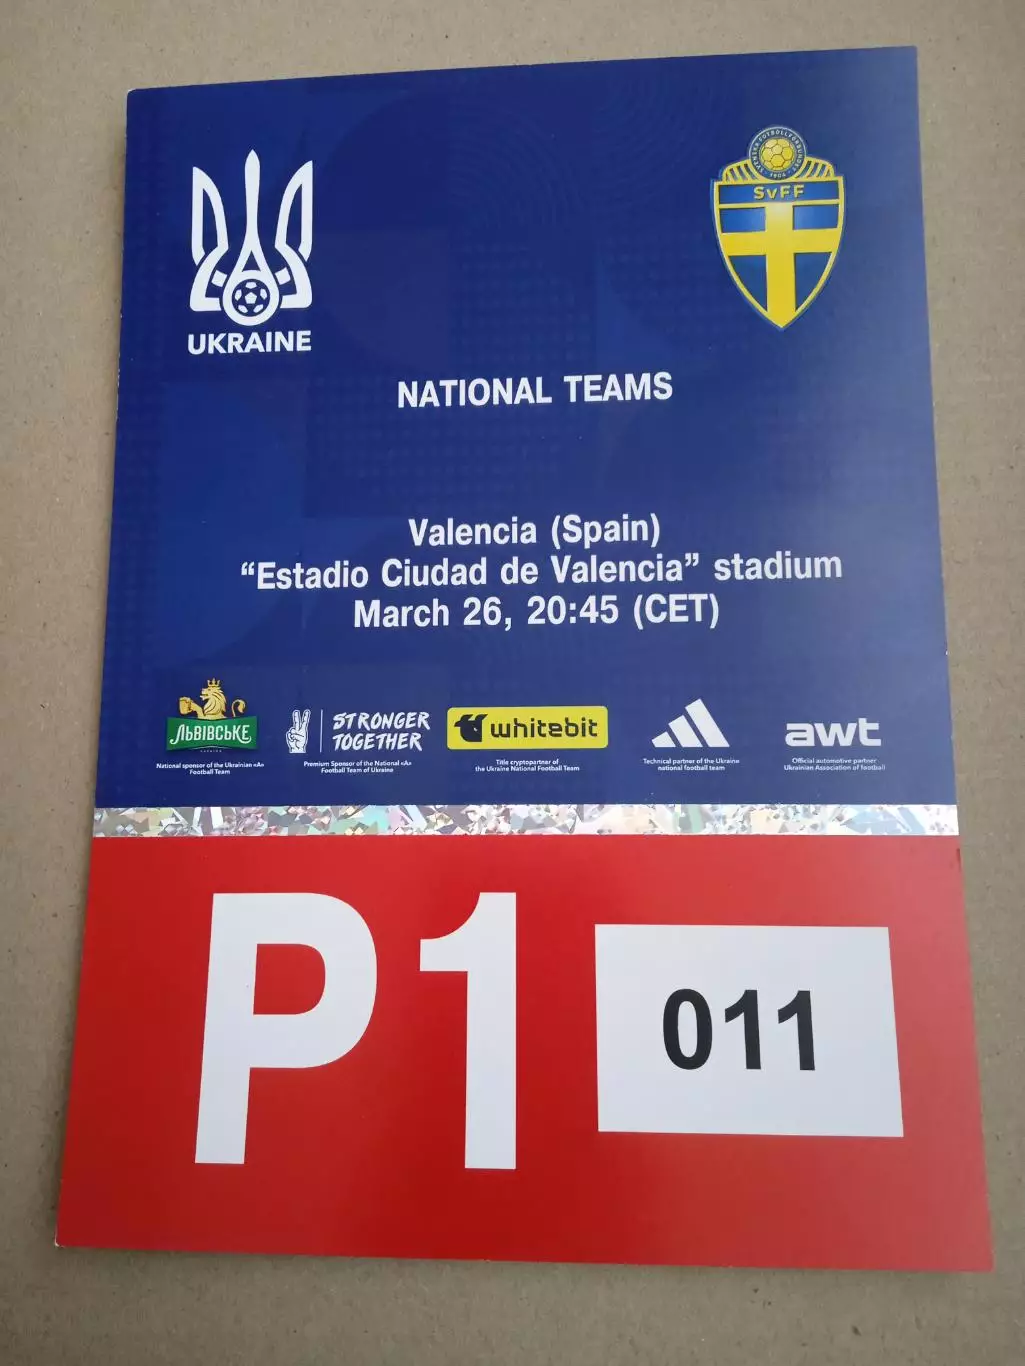 SVENSKA FOTBOLLFÖRBUNDET
1904
SvFF
UKRAINE
NATIONAL TEAMS
Valencia (Spain)
“Estadio Ciudad de Valencia” stadium
March 26, 20:45 (CET)
ЛЬВІВСЬКЕ
National sponsor of the Ukrainian «A»
Football Team
STRONGER
TOGETHER
Premium Sponsor of the National «A»
Football Team of Ukraine
whitebit
Title cryptopartner of
the Ukraine National Football Team
Technical partner of the Ukraine
national football team
awt
Official automotive partner
Ukrainian Association of football
P1
011